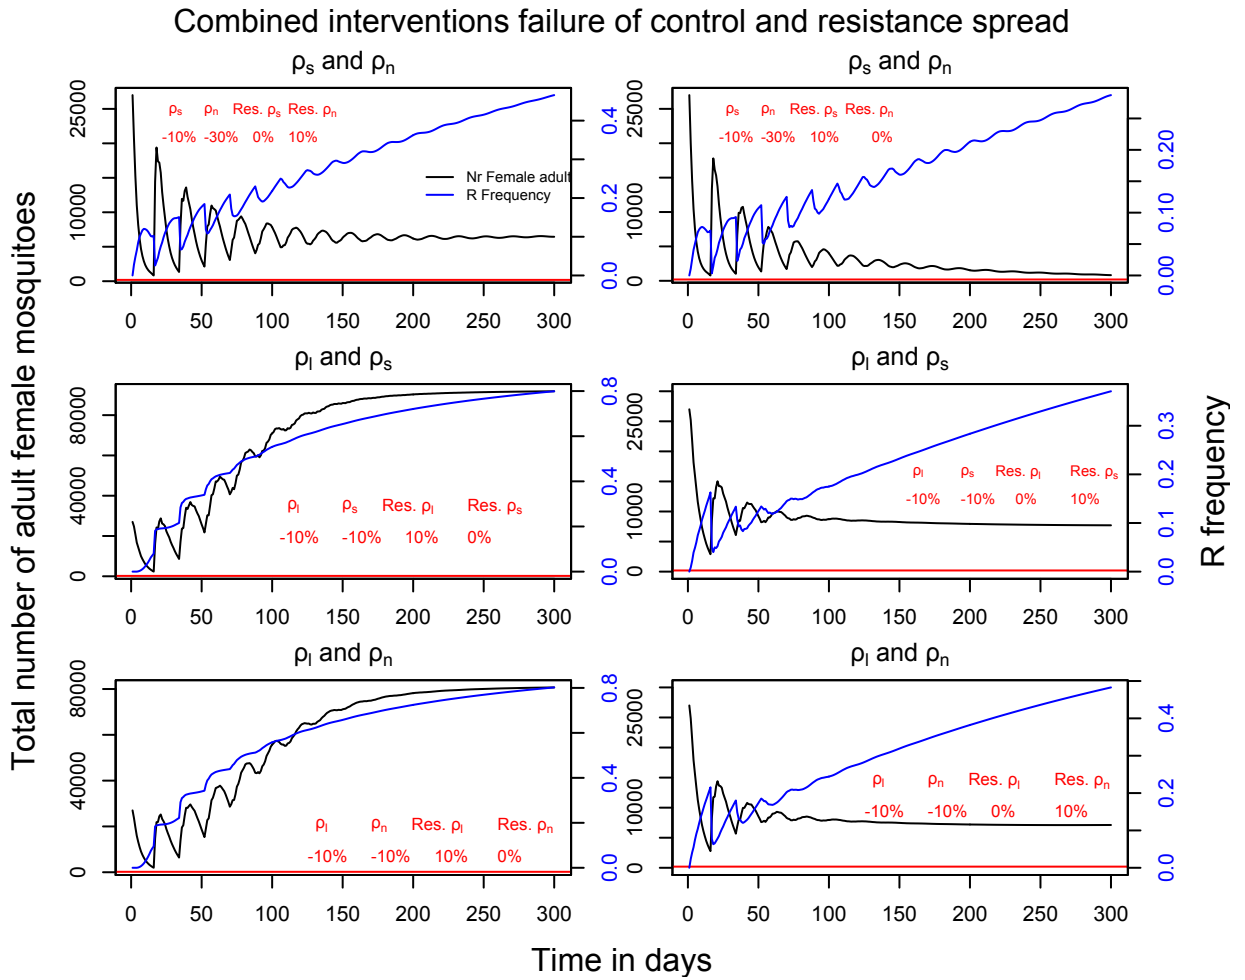 Combined interventions failure of control and resistance spread
Total number of adult female mosquitoes
R frequency
Time in days
ρs and ρn
ρs ρn Res. ρs Res. ρn
-10% -30% 0% 10%
Nr Female adult
R Frequency
0 10000 25000
0.0 0.2 0.4
0 50 100 150 200 250 300
ρs and ρn
ρs ρn Res. ρs Res. ρn
-10% -30% 10% 0%
0 10000 25000
0.00 0.10 0.20
0 50 100 150 200 250 300
ρl and ρs
ρl ρs Res. ρl Res. ρs
-10% -10% 10% 0%
0 40000 80000
0.0 0.4 0.8
0 50 100 150 200 250 300
ρl and ρs
ρl ρs Res. ρl Res. ρs
-10% -10% 0% 10%
0 10000 25000
0.0 0.1 0.2 0.3
0 50 100 150 200 250 300
ρl and ρn
ρl ρn Res. ρl Res. ρn
-10% -10% 10% 0%
0 40000 80000
0.0 0.4 0.8
0 50 100 150 200 250 300
ρl and ρn
ρl ρn Res. ρl Res. ρn
-10% -10% 0% 10%
0 10000 25000
0.0 0.2 0.4
0 50 100 150 200 250 300